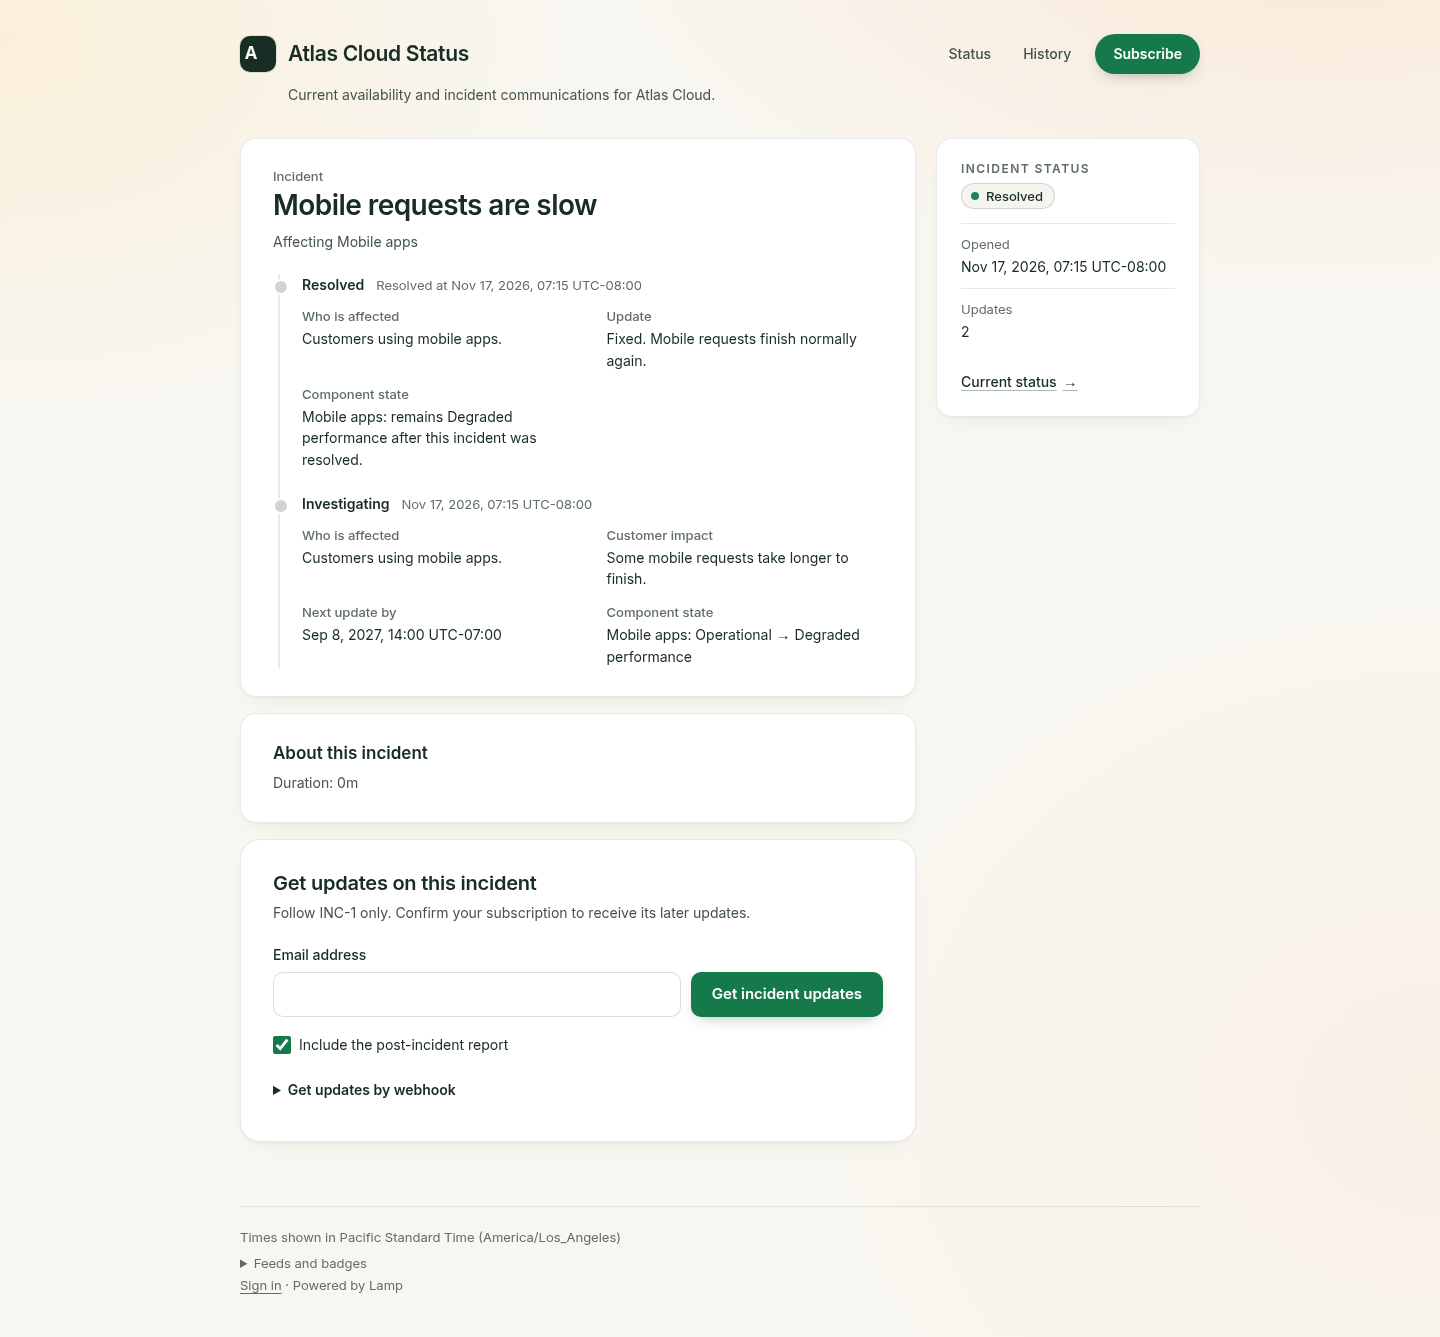 A
Atlas Cloud Status
Status
History
Subscribe
Current availability and incident communications for Atlas Cloud.
Incident
Mobile requests are slow
Affecting Mobile apps
Resolved Resolved at Nov 17, 2026, 07:15 UTC-08:00
Who is affected
Customers using mobile apps.
Update
Fixed. Mobile requests finish normally
again.
Component state
Mobile apps: remains Degraded
performance after this incident was
resolved.
Investigating Nov 17, 2026, 07:15 UTC-08:00
Who is affected
Customers using mobile apps.
Customer impact
Some mobile requests take longer to
finish.
Next update by
Sep 8, 2027, 14:00 UTC-07:00
Component state
Mobile apps: Operational → Degraded
performance
INCIDENT STATUS
Resolved
Opened
Nov 17, 2026, 07:15 UTC-08:00
Updates
2
Current status →
About this incident
Duration: 0m
Get updates on this incident
Follow INC-1 only. Confirm your subscription to receive its later updates.
Email address
Get incident updates
Include the post-incident report
Get updates by webhook
Times shown in Pacific Standard Time (America/Los_Angeles)
Feeds and badges
Sign in · Powered by Lamp